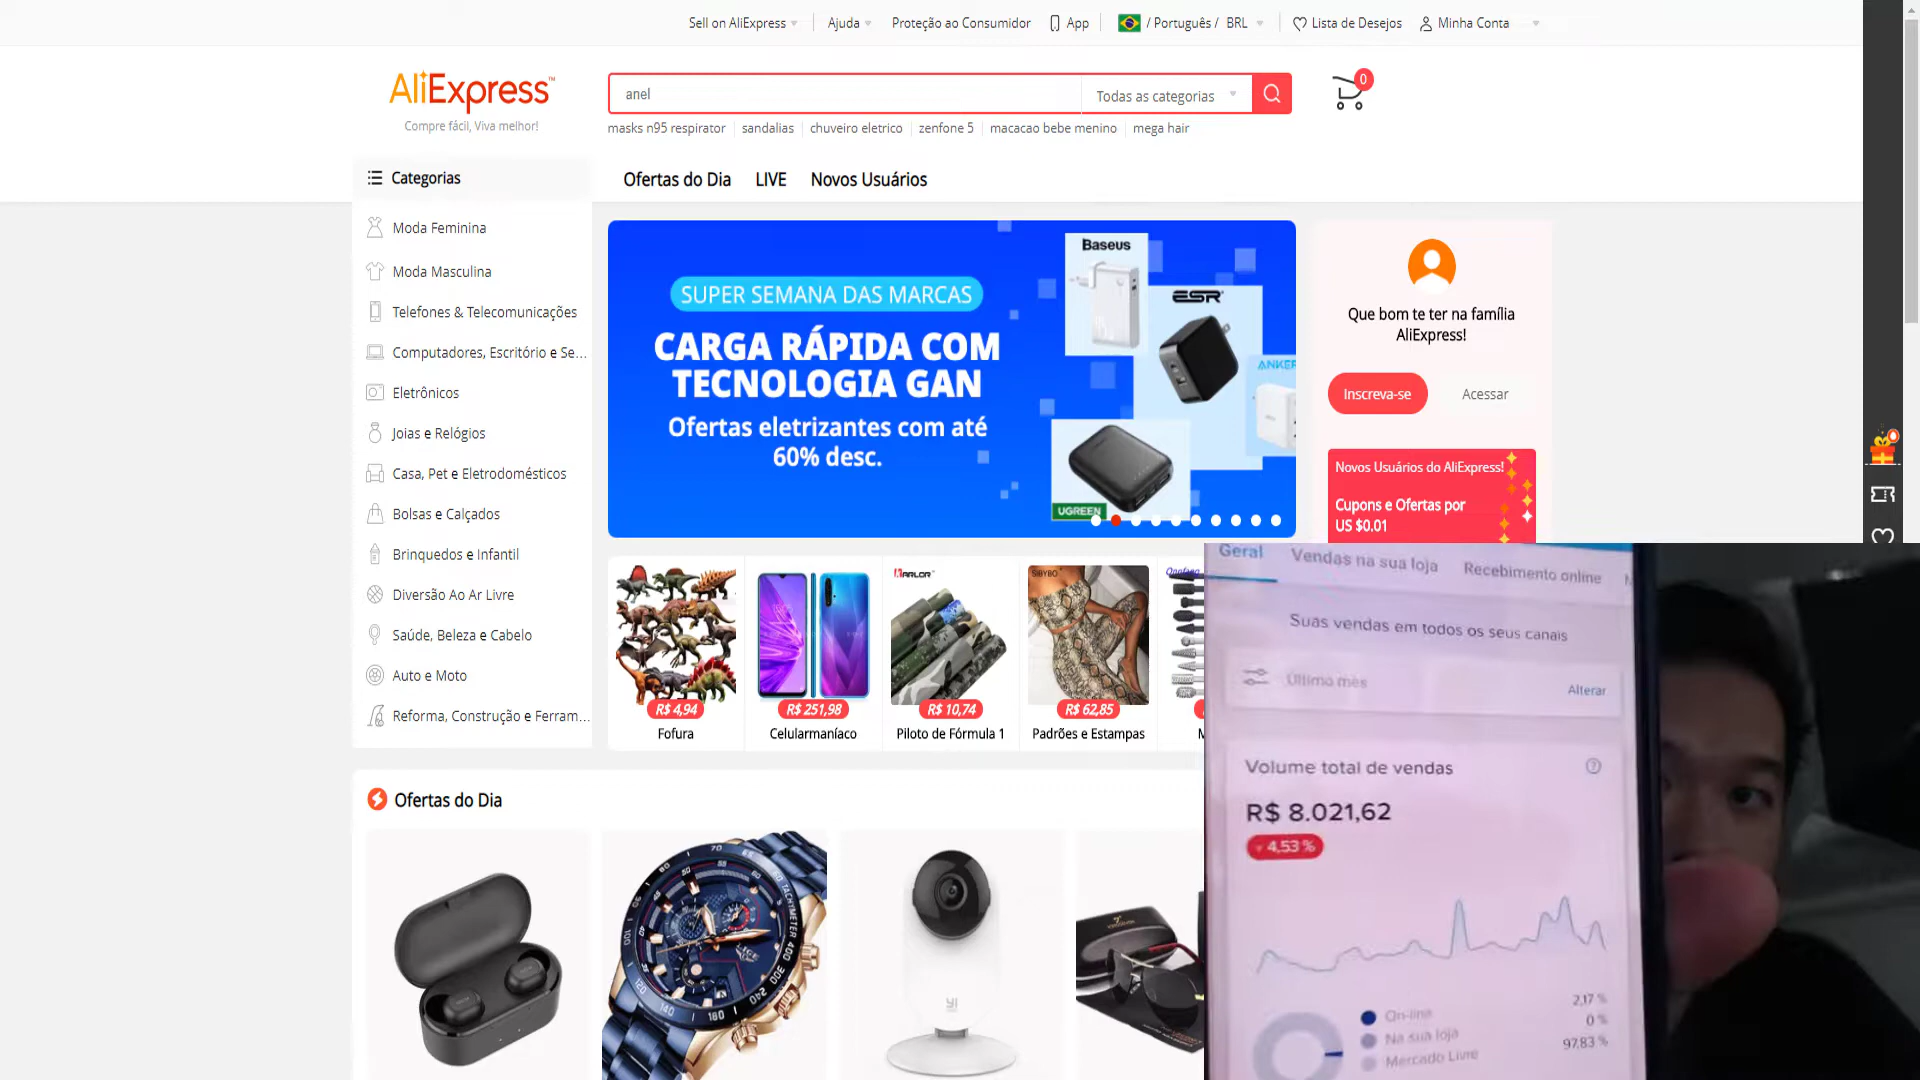 Sell on AliExpress
Ajuda
Proteção ao Consumidor
App
/ Português / BRL
Lista de Desejos
Minha Conta
AliExpress™
Compre fácil, Viva melhor!
anel
Todas as categorias
0
masks n95 respirator
sandalias
chuveiro eletrico
zenfone 5
macacao bebe menino
mega hair
Categorias
Ofertas do Dia
LIVE
Novos Usuários
Moda Feminina
Moda Masculina
Telefones & Telecomunicações
Computadores, Escritório e Se...
Eletrônicos
Joias e Relógios
Casa, Pet e Eletrodomésticos
Bolsas e Calçados
Brinquedos e Infantil
Diversão Ao Ar Livre
Saúde, Beleza e Cabelo
Auto e Moto
Reforma, Construção e Ferram...
SUPER SEMANA DAS MARCAS
CARGA RÁPIDA COM
TECNOLOGIA GAN
Ofertas eletrizantes com até
60% desc.
Baseus
ESR
ANKER
UGREEN
Que bom te ter na família
AliExpress!
Inscreva-se
Acessar
Novos Usuários do AliExpress!
Cupons e Ofertas por
US $0.01
KARLOR
SIBYBO
R$ 4,94
R$ 251,98
R$ 10,74
R$ 62,85
Fofura
Celularmaníaco
Piloto de Fórmula 1
Padrões e Estampas
Ofertas do Dia
TACHYMETER
LIGE
YI
Geral
Vendas na sua loja
Recebimento online
Suas vendas em todos os seus canais
Último mês
Alterar
Volume total de vendas
R$ 8.021,62
4,53 %
On-line
2,17 %
Na sua loja
0 %
Mercado Livre
97,83 %